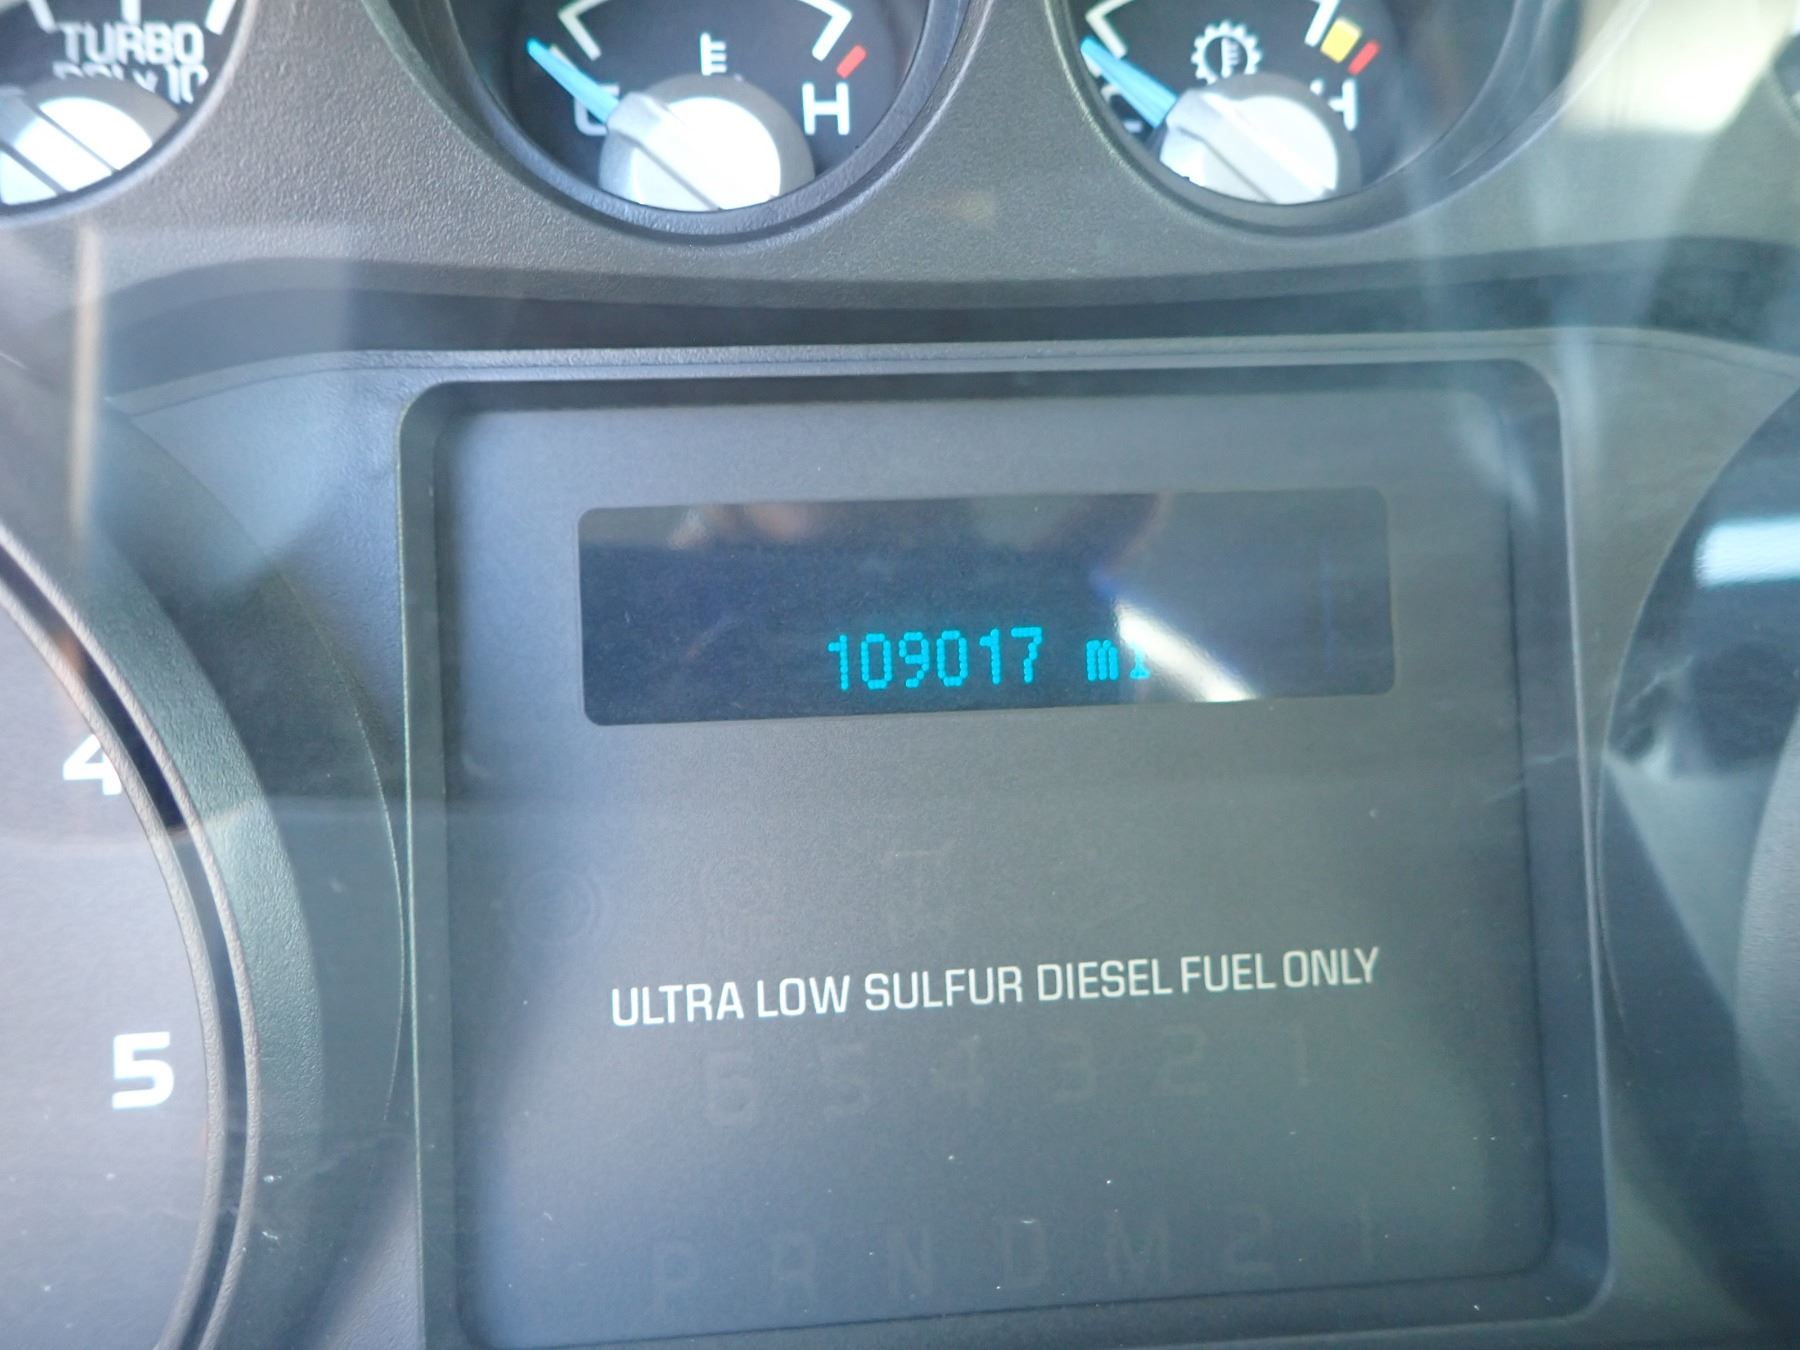 TURBO
H
H
109017 mi
4
ULTRA LOW SULFUR DIESEL FUEL ONLY
5
6 5 4 3 2 1
P R N D M 2 1